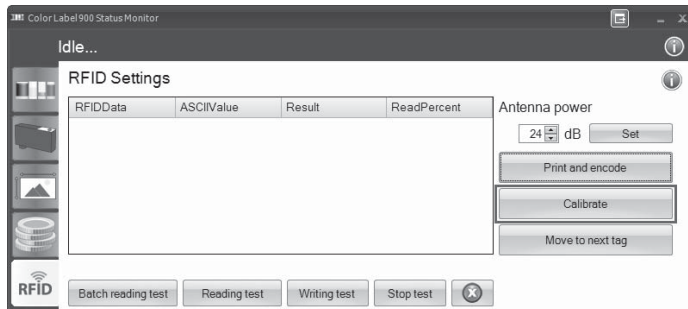 Color Label 900 Status Monitor
Idle...
RFID Settings
RFIDData ASCIIValue Result ReadPercent
Antenna power
24 dB Set
Print and encode
Calibrate
Move to next tag
RFID
Batch reading test Reading test Writing test Stop test